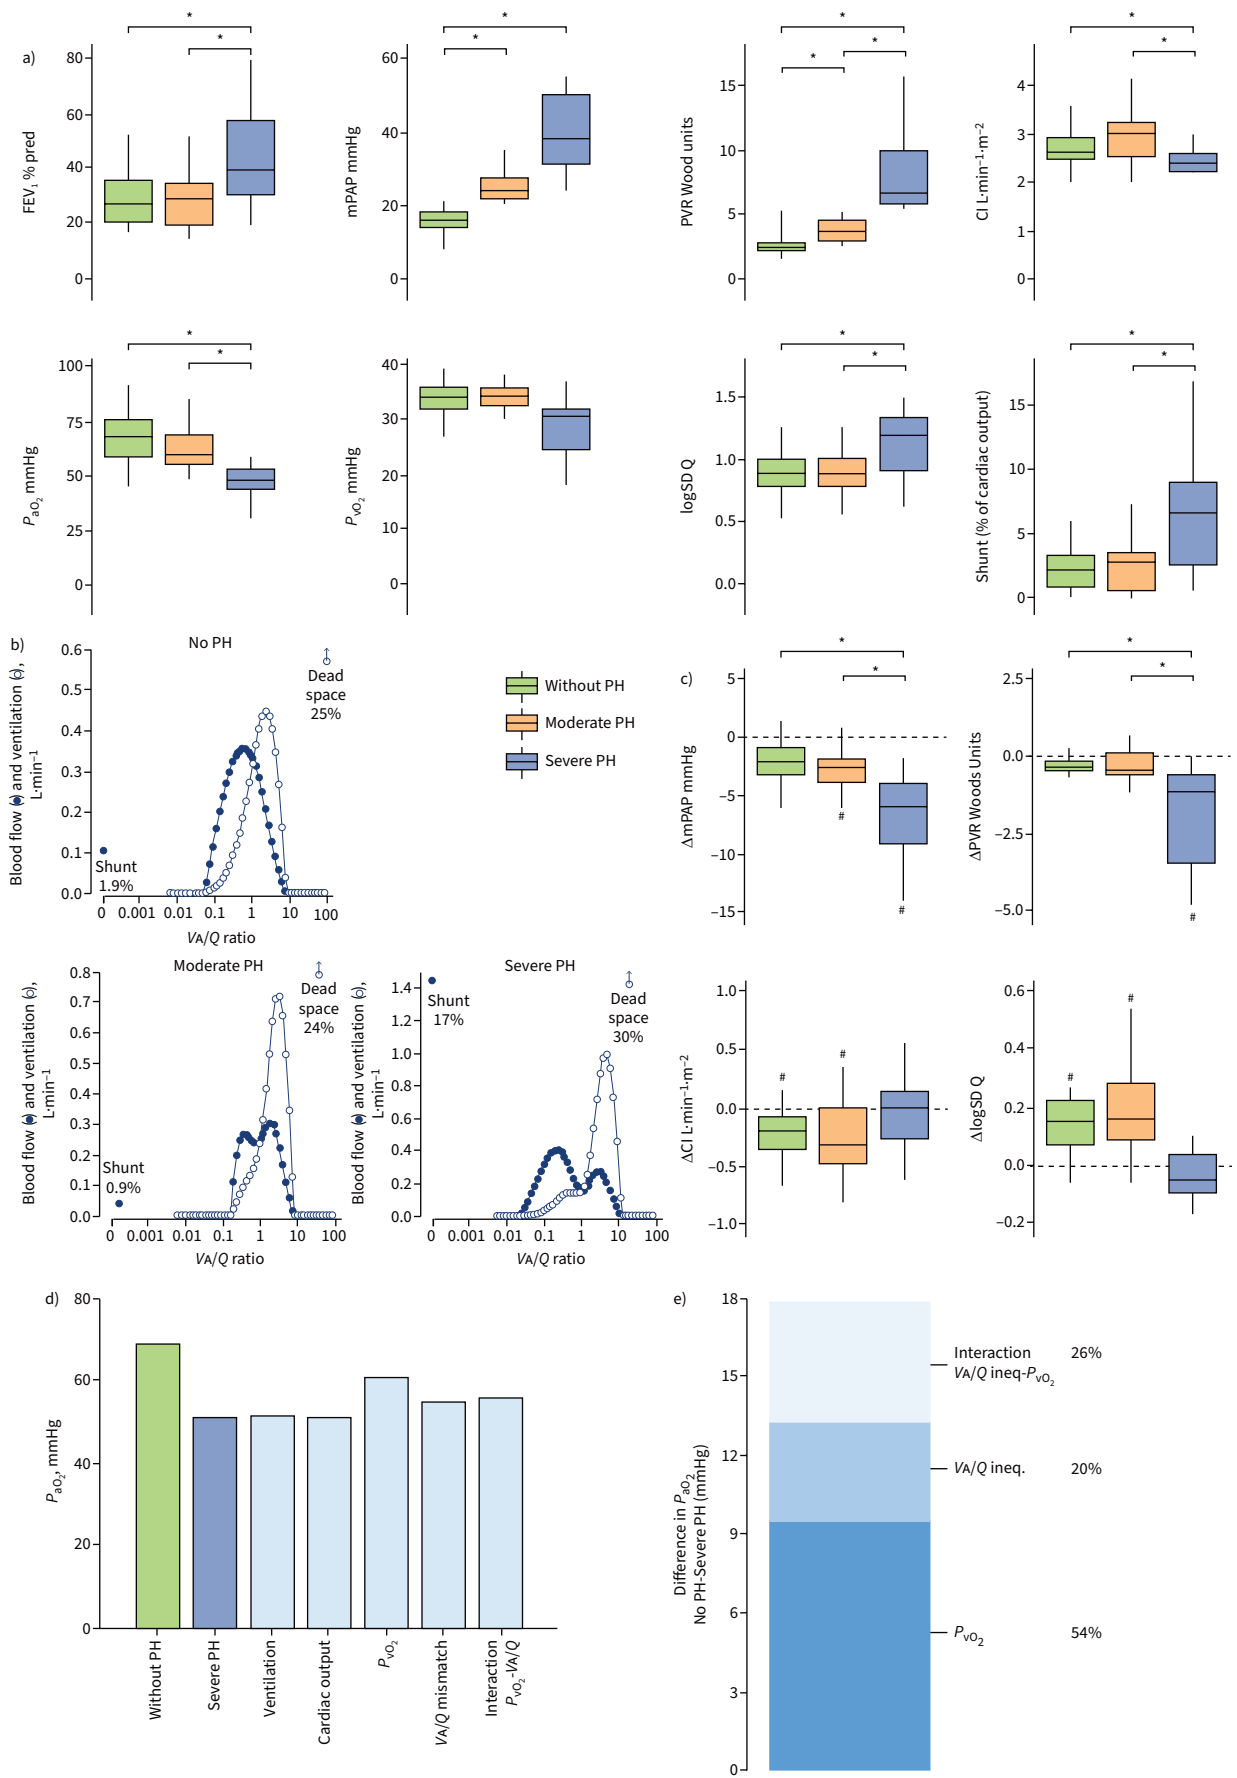 a)
*
*
80
60
40
20
0
FEV1 % pred
*
*
60
40
20
0
mPAP mmHg
*
*
*
15
10
5
0
PVR Wood units
*
*
4
3
2
1
0
CI L·min−1·m−2
*
*
100
75
50
25
0
PaO2 mmHg
40
30
20
10
0
PvO2 mmHg
*
*
1.5
1.0
0.5
0.0
logSD Q
*
*
15
10
5
0
Shunt (% of cardiac output)
b)
No PH
Blood flow (●) and ventilation (○),
L·min−1
0.6
0.5
0.4
0.3
0.2
0.1
0.0
Dead
space
25%
Shunt
1.9%
0 0.001 0.01 0.1 1 10 100
VA/Q ratio
Without PH
Moderate PH
Severe PH
Moderate PH
Blood flow (●) and ventilation (○),
L·min−1
0.8
0.7
0.6
0.5
0.4
0.3
0.2
0.1
0.0
Dead
space
24%
Shunt
0.9%
0 0.001 0.01 0.1 1 10 100
VA/Q ratio
Severe PH
Blood flow (●) and ventilation (○),
L·min−1
1.4
1.2
1.0
0.8
0.6
0.4
0.2
0.0
Shunt
17%
Dead
space
30%
0 0.001 0.01 0.1 1 10 100
VA/Q ratio
c)
*
*
5
0
−5
−10
−15
ΔmPAP mmHg
#
#
*
*
2.5
0.0
−2.5
−5.0
ΔPVR Woods Units
#
1.0
0.5
0.0
−0.5
−1.0
ΔCI L·min−1·m−2
#
#
0.6
0.4
0.2
0.0
−0.2
ΔlogSD Q
#
#
d)
80
60
40
20
0
PaO2, mmHg
Without PH
Severe PH
Ventilation
Cardiac output
PvO2
VA/Q mismatch
Interaction
PvO2-VA/Q
e)
18
15
12
9
6
3
0
Difference in PaO2
No PH-Severe PH (mmHg)
Interaction 26%
VA/Q ineq-PvO2
VA/Q ineq. 20%
PvO2 54%